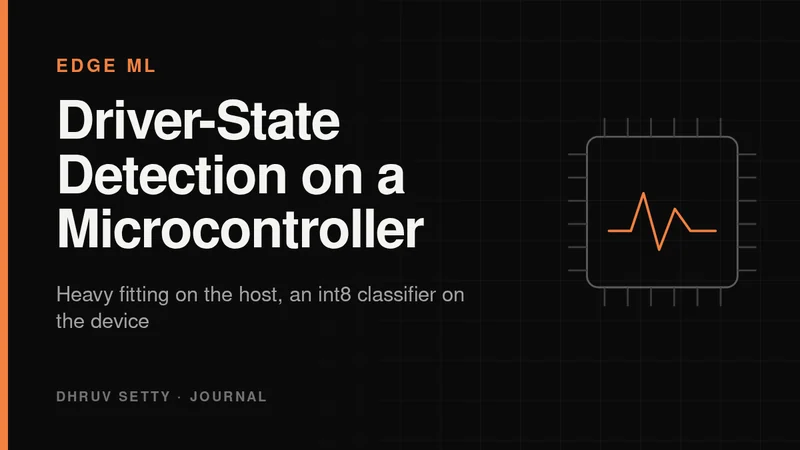 EDGE ML
Driver-State
Detection on a
Microcontroller
Heavy fitting on the host, an int8 classifier on
the device
DHRUV SETTY · JOURNAL